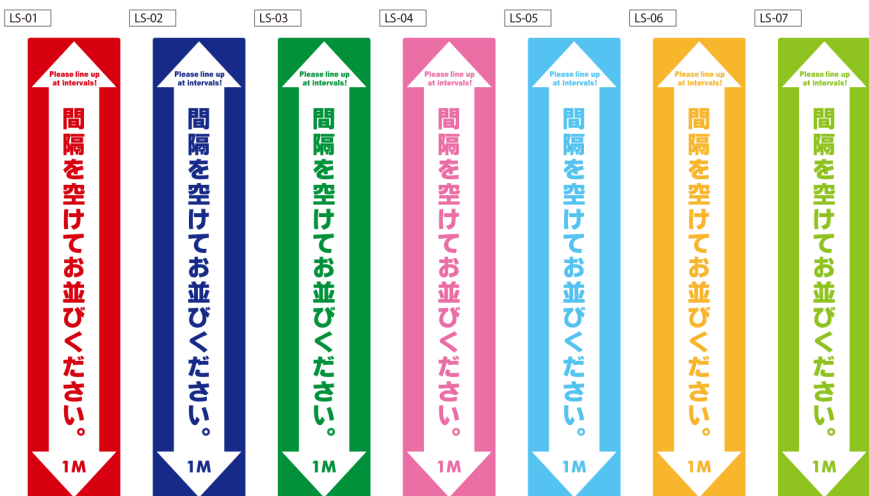 LS-01
Please line up
at intervals!
間隔を空けてお並びください。
1M
LS-02
Please line up
at intervals!
間隔を空けてお並びください。
1M
LS-03
Please line up
at intervals!
間隔を空けてお並びください。
1M
LS-04
Please line up
at intervals!
間隔を空けてお並びください。
1M
LS-05
Please line up
at intervals!
間隔を空けてお並びください。
1M
LS-06
Please line up
at intervals!
間隔を空けてお並びください。
1M
LS-07
Please line up
at intervals!
間隔を空けてお並びください。
1M